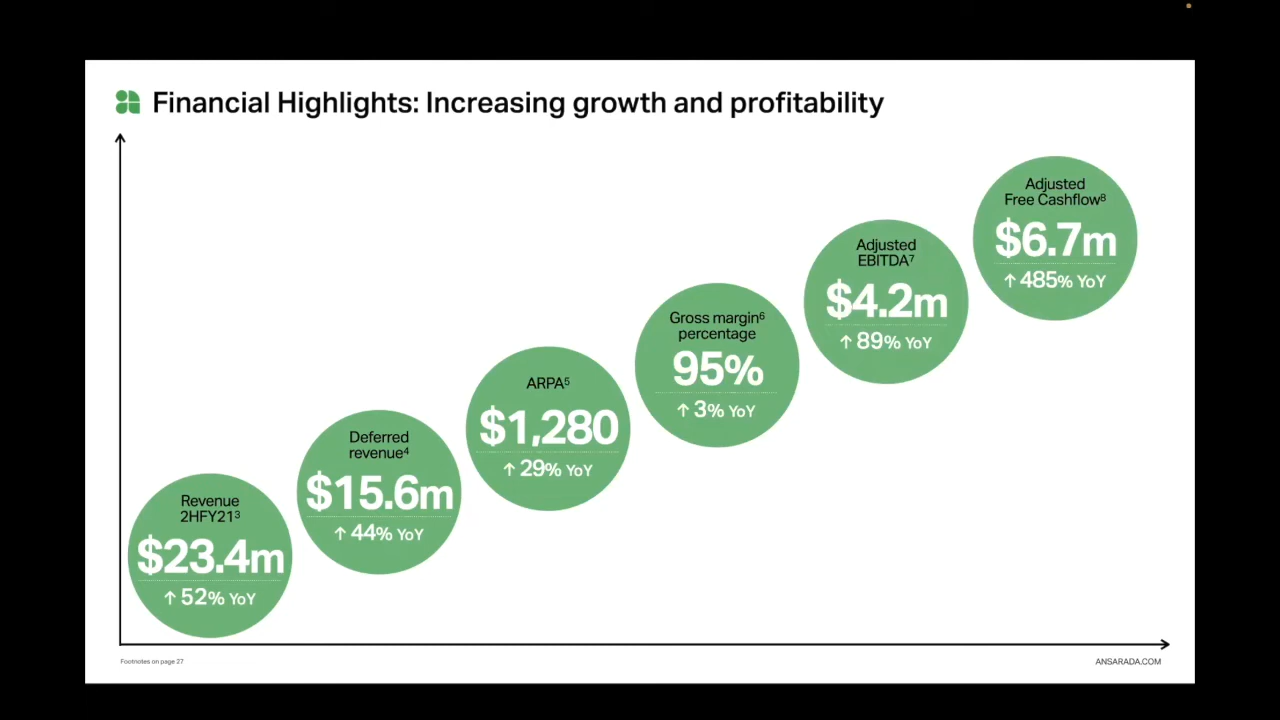 Financial Highlights: Increasing growth and profitability
Revenue
2HFY21³
$23.4m
↑ 52% YoY
Deferred
revenue⁴
$15.6m
↑ 44% YoY
ARPA⁵
$1,280
↑ 29% YoY
Gross margin⁶
percentage
95%
↑ 3% YoY
Adjusted
EBITDA⁷
$4.2m
↑ 89% YoY
Adjusted
Free Cashflow⁸
$6.7m
↑ 485% YoY
Footnotes on page 27
ANSARADA.COM